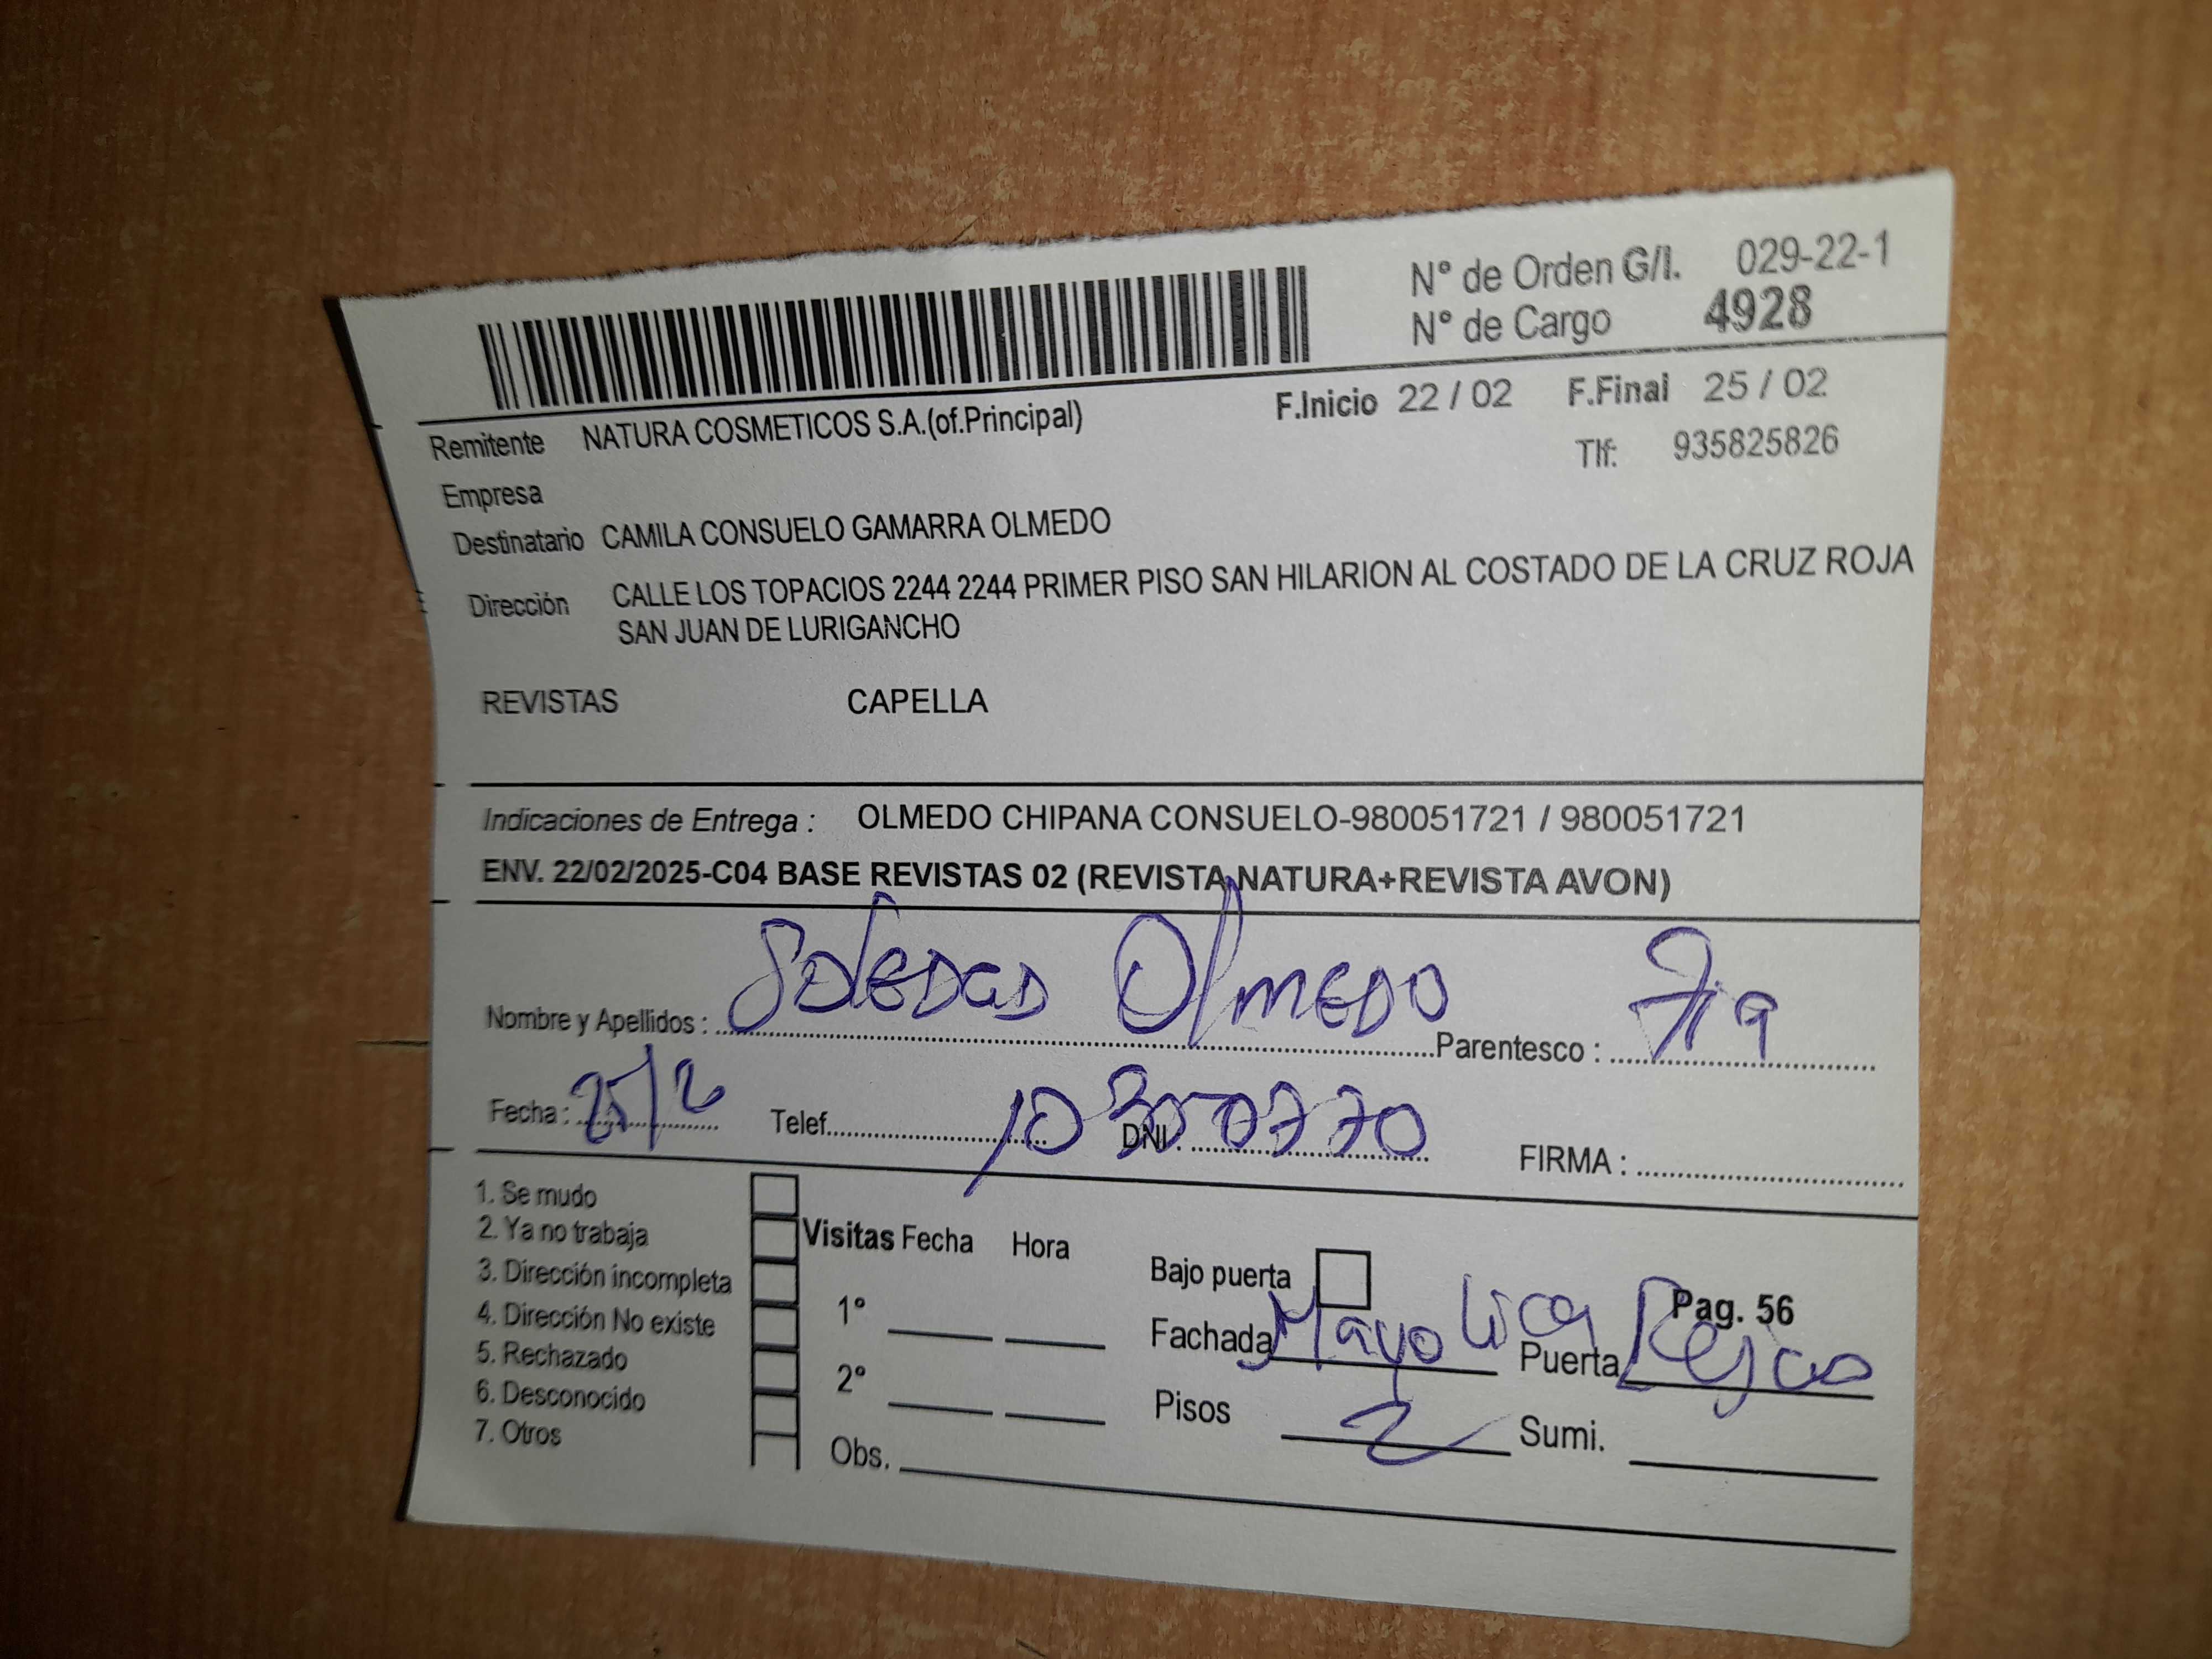 N° de Orden G/I. 029-22-1
N° de Cargo 4928
F.Inicio 22 / 02 F.Final 25 / 02
Remitente NATURA COSMETICOS S.A.(of.Principal)
Tlf: 935825826
Empresa
Destinatario CAMILA CONSUELO GAMARRA OLMEDO
Dirección CALLE LOS TOPACIOS 2244 2244 PRIMER PISO SAN HILARION AL COSTADO DE LA CRUZ ROJA
SAN JUAN DE LURIGANCHO
REVISTAS CAPELLA
Indicaciones de Entrega : OLMEDO CHIPANA CONSUELO-980051721 / 980051721
ENV. 22/02/2025-C04 BASE REVISTAS 02 (REVISTA NATURA+REVISTA AVON)
Nombre y Apellidos : Soledad Olmedo Parentesco : Tia
Fecha : 25/2 Telef. DNI : 10300770 FIRMA :
1. Se mudo
2. Ya no trabaja
3. Dirección incompleta
4. Dirección No existe
5. Rechazado
6. Desconocido
7. Otros
Visitas Fecha Hora
1°
2°
Obs.
Bajo puerta
Pag. 56
Fachada Mayolica Puerta Rejas
Pisos 2 Sumi.